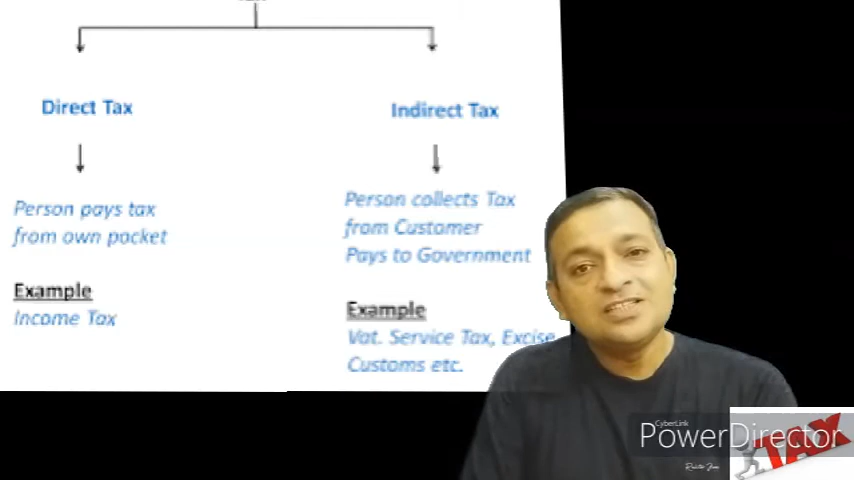 Direct Tax
Indirect Tax
Person pays tax
from own pocket
Person collects Tax
from Customer
Pays to Government
Example
Income Tax
Example
Vat. Service Tax, Excise
Customs etc.
CyberLink
PowerDirector
TAX